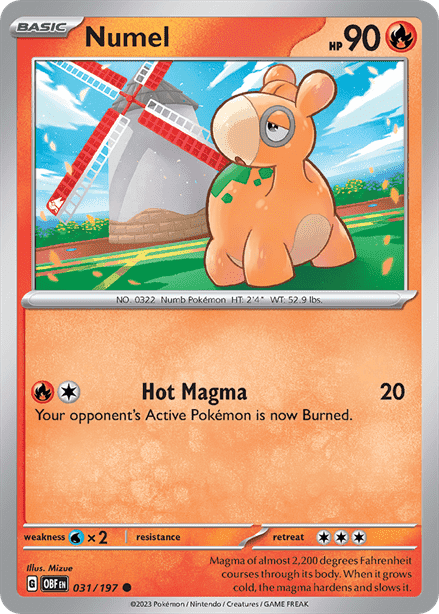 BASIC
Numel
HP 90
NO. 0322 Numb Pokémon HT: 2'4" WT: 52.9 lbs.
Hot Magma 20
Your opponent's Active Pokémon is now Burned.
weakness ×2 resistance retreat
Illus. Mizue
G OBF EN 031/197
Magma of almost 2,200 degrees Fahrenheit
courses through its body. When it grows
cold, the magma hardens and slows it.
©2023 Pokémon / Nintendo / Creatures / GAME FREAK